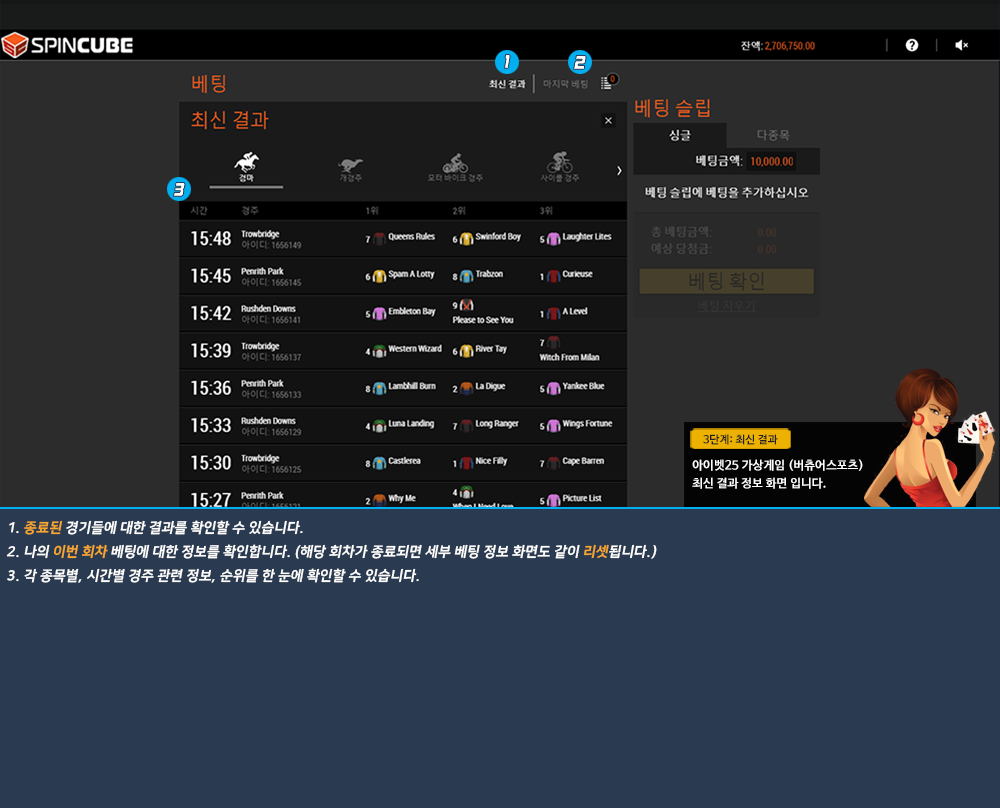 SPINCUBE
잔액: 2,706,750.00
?
1
2
베팅
최신 결과
마지막 베팅
0
최신 결과
베팅 슬립
싱글
다종목
베팅금액: 10,000.00
베팅 슬립에 베팅을 추가하십시오
총 베팅금액: 0.00
예상 당첨금: 0.00
베팅 확인
베팅 지우기
경마
개경주
모터 바이크 경주
사이클 경주
3
시간 경주 1위 2위 3위
15:48 Trowbridge 아이디: 1656149 7 Queens Rules 6 Swinford Boy 5 Laughter Lites
15:45 Penrith Park 아이디: 1656145 6 Spam A Lotty 8 Trabzon 1 Curieuse
15:42 Rushden Downs 아이디: 1656141 5 Embleton Bay 9 Please to See You 1 A Level
15:39 Trowbridge 아이디: 1656137 4 Western Wizard 6 River Tay 7 Witch From Milan
15:36 Penrith Park 아이디: 1656133 8 Lambhill Burn 2 La Digue 5 Yankee Blue
15:33 Rushden Downs 아이디: 1656129 4 Luna Landing 7 Long Ranger 5 Wings Fortune
15:30 Trowbridge 아이디: 1656125 8 Castlerea 1 Nice Filly 7 Cape Barren
15:27 Penrith Park 2 Why Me 4 When I Need Love 5 Picture List
3단계: 최신 결과
아이벳25 가상게임 (버츄어스포츠)
최신 결과 정보 화면 입니다.
1. 종료된 경기들에 대한 결과를 확인할 수 있습니다.
2. 나의 이번 회차 베팅에 대한 정보를 확인합니다. (해당 회차가 종료되면 세부 베팅 정보 화면도 같이 리셋됩니다.)
3. 각 종목별, 시간별 경주 관련 정보, 순위를 한 눈에 확인할 수 있습니다.